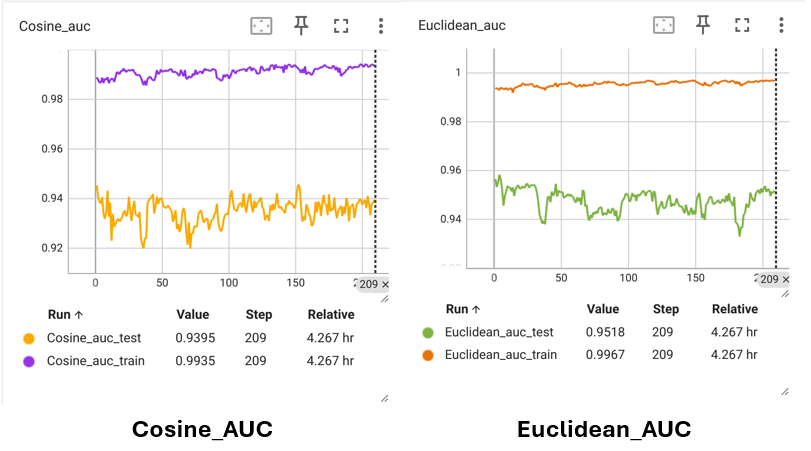 Cosine_auc
0.98
0.96
0.94
0.92
0 50 100 150 209 ×
Run ↑ Value Step Relative
Cosine_auc_test 0.9395 209 4.267 hr
Cosine_auc_train 0.9935 209 4.267 hr
Cosine_AUC
Euclidean_auc
1
0.98
0.96
0.94
0 50 100 150 209 ×
Run ↑ Value Step Relative
Euclidean_auc_test 0.9518 209 4.267 hr
Euclidean_auc_train 0.9967 209 4.267 hr
Euclidean_AUC